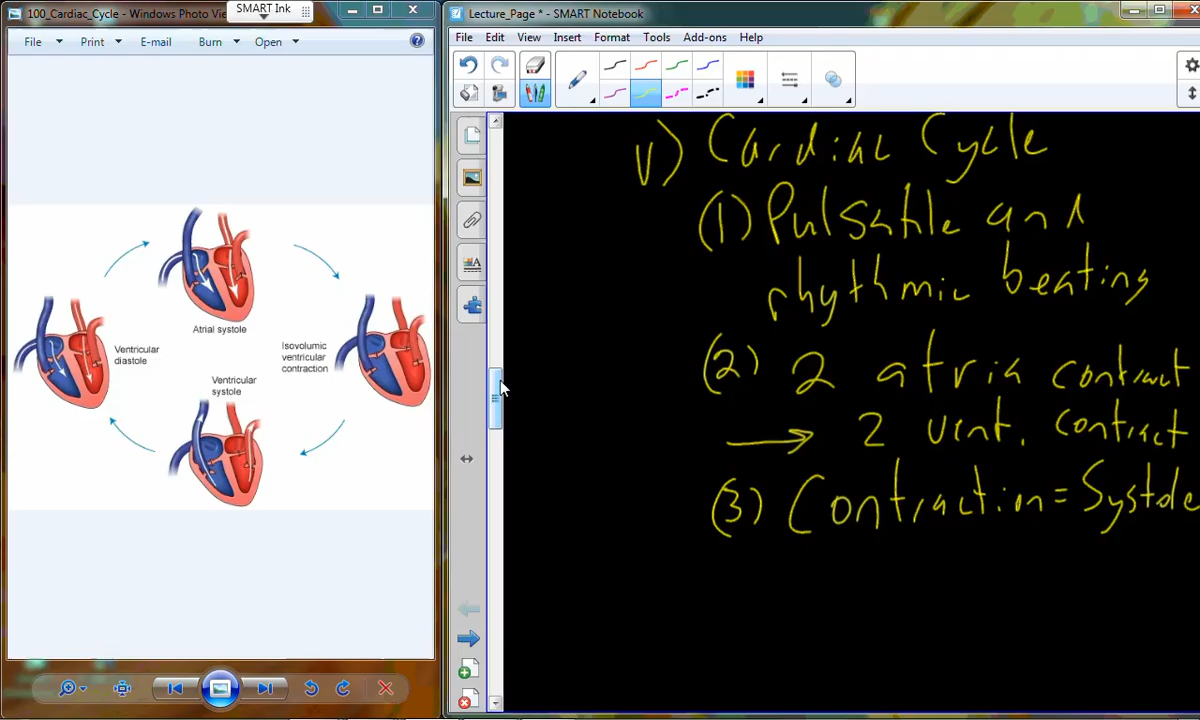 100_Cardiac_Cycle - Windows Photo Vie
SMART Ink
File Print E-mail Burn Open
Atrial systole
Ventricular
diastole
Isovolumic
ventricular
contraction
Ventricular
systole
Lecture_Page * - SMART Notebook
File Edit View Insert Format Tools Add-ons Help
V) Cardiac Cycle
(1) Pulsatile and
rhythmic beating
(2) 2 atria contract
→ 2 vent. contract
(3) Contraction = Systole